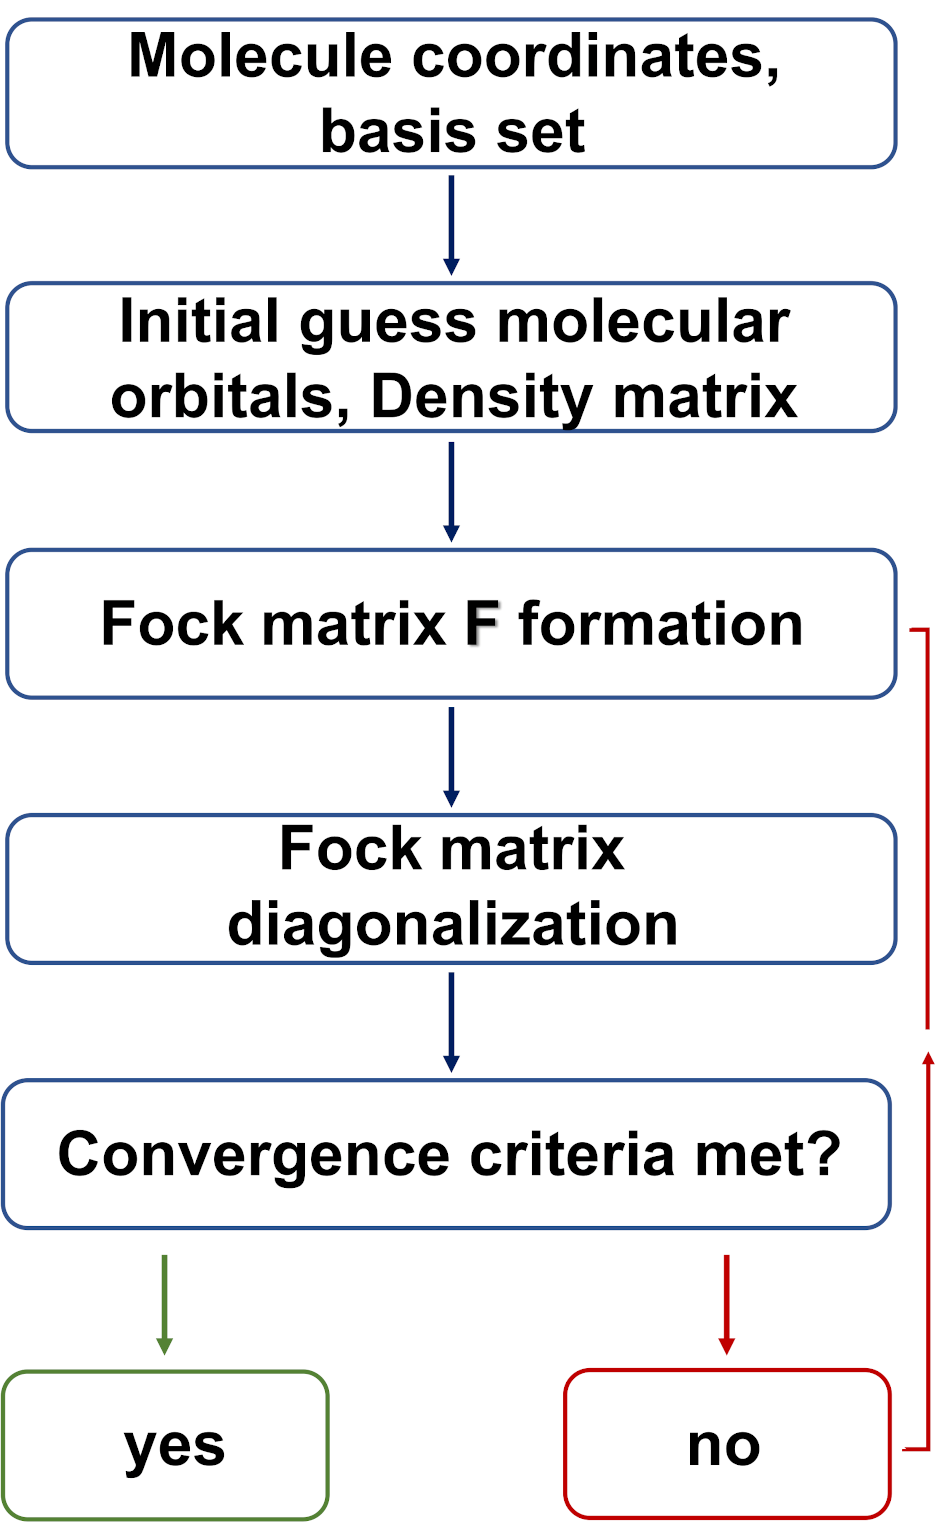 Molecule coordinates,
basis set
Initial guess molecular
orbitals, Density matrix
Fock matrix F formation
Fock matrix
diagonalization
Convergence criteria met?
yes
no